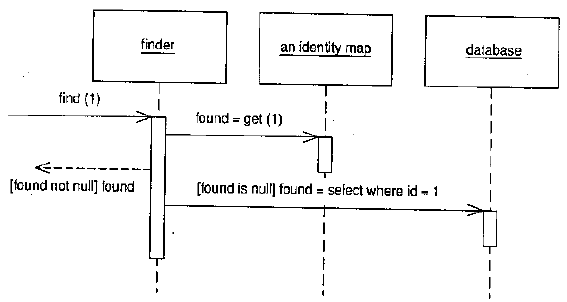 finder
an identity map
database
find (1)
found = get (1)
[found not null] found
[found is null] found = select where id = 1